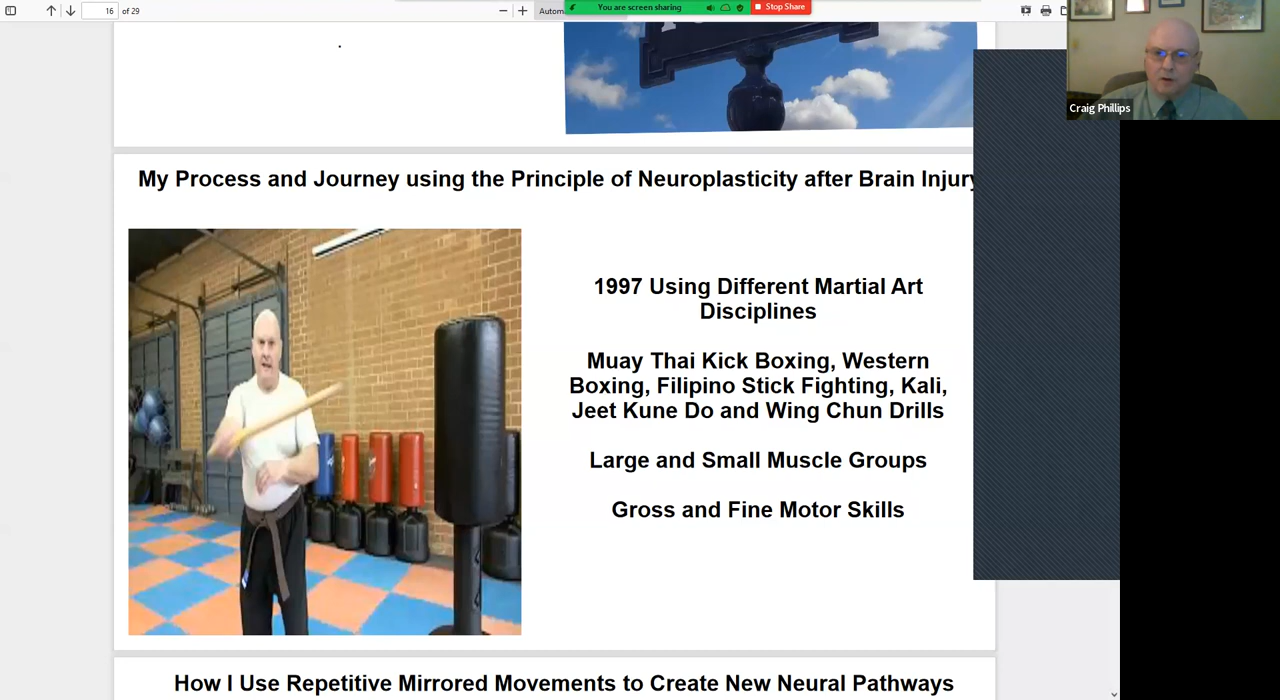 16 of 29
Autom
You are screen sharing
Stop Share
Craig Phillips
My Process and Journey using the Principle of Neuroplasticity after Brain Injury
1997 Using Different Martial Art
Disciplines
Muay Thai Kick Boxing, Western
Boxing, Filipino Stick Fighting, Kali,
Jeet Kune Do and Wing Chun Drills
Large and Small Muscle Groups
Gross and Fine Motor Skills
How I Use Repetitive Mirrored Movements to Create New Neural Pathways